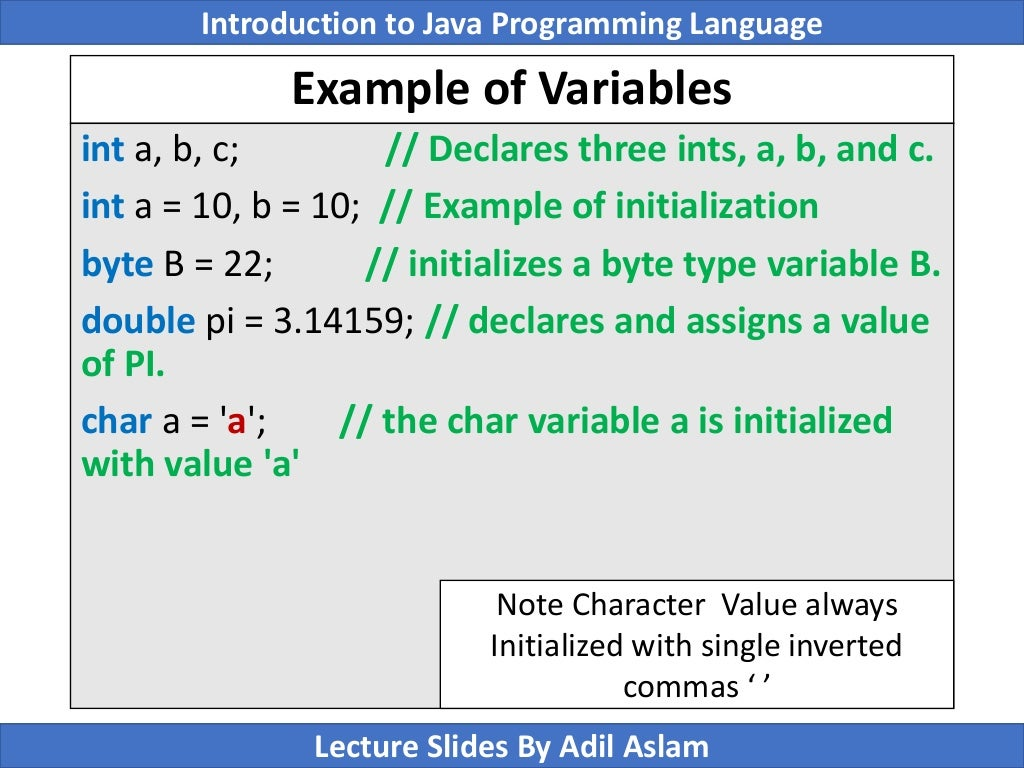 Introduction to Java Programming Language
Example of Variables
int a, b, c; // Declares three ints, a, b, and c.
int a = 10, b = 10; // Example of initialization
byte B = 22; // initializes a byte type variable B.
double pi = 3.14159; // declares and assigns a value
of PI.
char a = 'a'; // the char variable a is initialized
with value 'a'
Note Character Value always
Initialized with single inverted
commas ‘ ’
Lecture Slides By Adil Aslam